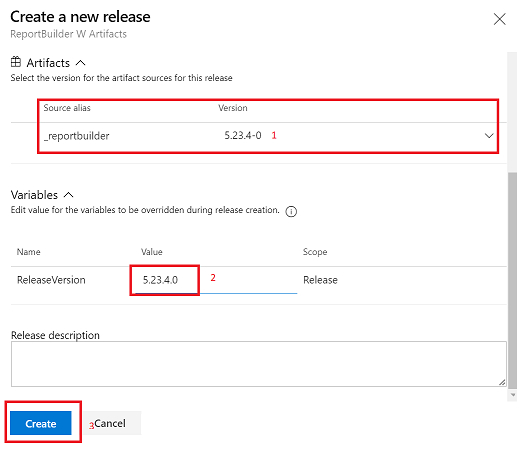 Create a new release
ReportBuilder W Artifacts
Artifacts
Select the version for the artifact sources for this release
Source alias Version
_reportbuilder 5.23.4-0 1
Variables
Edit value for the variables to be overridden during release creation.
Name Value Scope
ReleaseVersion 5.23.4.0 2 Release
Release description
Create 3 Cancel